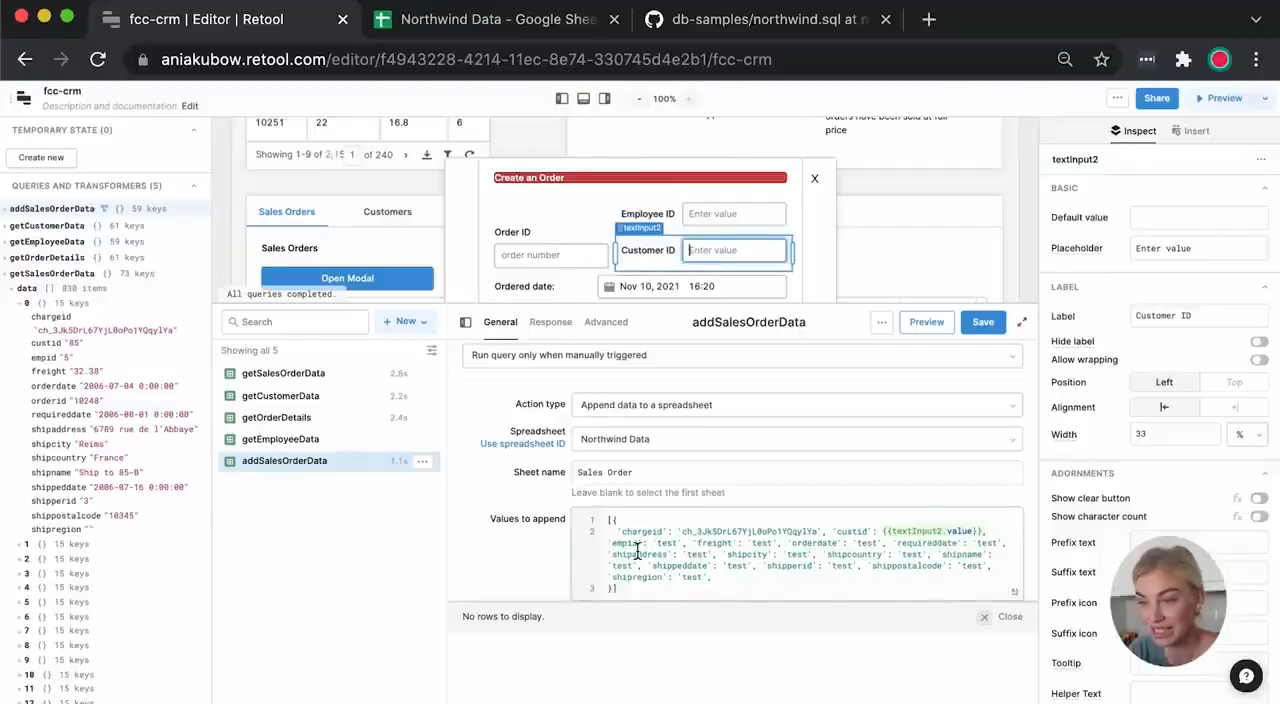 fcc-crm | Editor | Retool
Northwind Data - Google Shee
db-samples/northwind.sql at m
aniakubow.retool.com/editor/f4943228-4214-11ec-8e74-330745d4e2b1/fcc-crm
fcc-crm
Description and documentation Edit
- 100% +
Share
Preview
TEMPORARY STATE (0)
Create new
QUERIES AND TRANSFORMERS (5)
addSalesOrderData {} 59 keys
getCustomerData {} 61 keys
getEmployeeData {} 59 keys
getOrderDetails {} 61 keys
getSalesOrderData {} 73 keys
data [] 830 items
0 {} 15 keys
chargeid
"ch_3Jk5DrL67YjL0oPo1YQqylYa"
custid "85"
empid "5"
freight "32.38"
orderdate "2006-07-04 0:00:00"
orderid "10248"
requireddate "2006-08-01 0:00:00"
shipaddress "6789 rue de l'Abbaye"
shipcity "Reims"
shipcountry "France"
shipname "Ship to 85-B"
shippeddate "2006-07-16 0:00:00"
shipperid "3"
shippostalcode "10345"
shipregion ""
1 {} 15 keys
2 {} 15 keys
3 {} 15 keys
4 {} 15 keys
5 {} 15 keys
6 {} 15 keys
7 {} 15 keys
8 {} 15 keys
9 {} 15 keys
10 {} 15 keys
11 {} 15 keys
10251 22 16.8 6
Showing 1-9 of 2, 1 of 240
orders have been sold at full
price
Sales Orders
Customers
Sales Orders
Open Modal
All queries completed.
Create an Order
X
Order ID
order number
Employee ID
Enter value
textInput2
Customer ID
Enter value
Ordered date:
Nov 10, 2021 16:20
Search
+ New
Showing all 5
getSalesOrderData 2.8s
getCustomerData 2.2s
getOrderDetails 2.4s
getEmployeeData
addSalesOrderData 1.1s
General
Response
Advanced
addSalesOrderData
Preview
Save
Run query only when manually triggered
Action type
Append data to a spreadsheet
Spreadsheet
Use spreadsheet ID
Northwind Data
Sheet name
Sales Order
Leave blank to select the first sheet
Values to append
1 [{
2 'chargeid': 'ch_3Jk5DrL67YjL0oPo1YQqylYa', 'custid': {{textInput2.value}},
'empid': 'test', 'freight': 'test', 'orderdate': 'test', 'requireddate': 'test',
'shipaddress': 'test', 'shipcity': 'test', 'shipcountry': 'test', 'shipname':
'test', 'shippeddate': 'test', 'shipperid': 'test', 'shippostalcode': 'test',
'shipregion': 'test',
3 }]
No rows to display.
Close
Inspect
Insert
textInput2
BASIC
Default value
Placeholder
Enter value
LABEL
Label
Customer ID
Hide label
Allow wrapping
Position
Left
Top
Alignment
Width
33
%
ADORNMENTS
Show clear button
fx
Show character count
fx
Prefix text
Suffix text
Prefix icon
Suffix icon
Tooltip
Helper Text